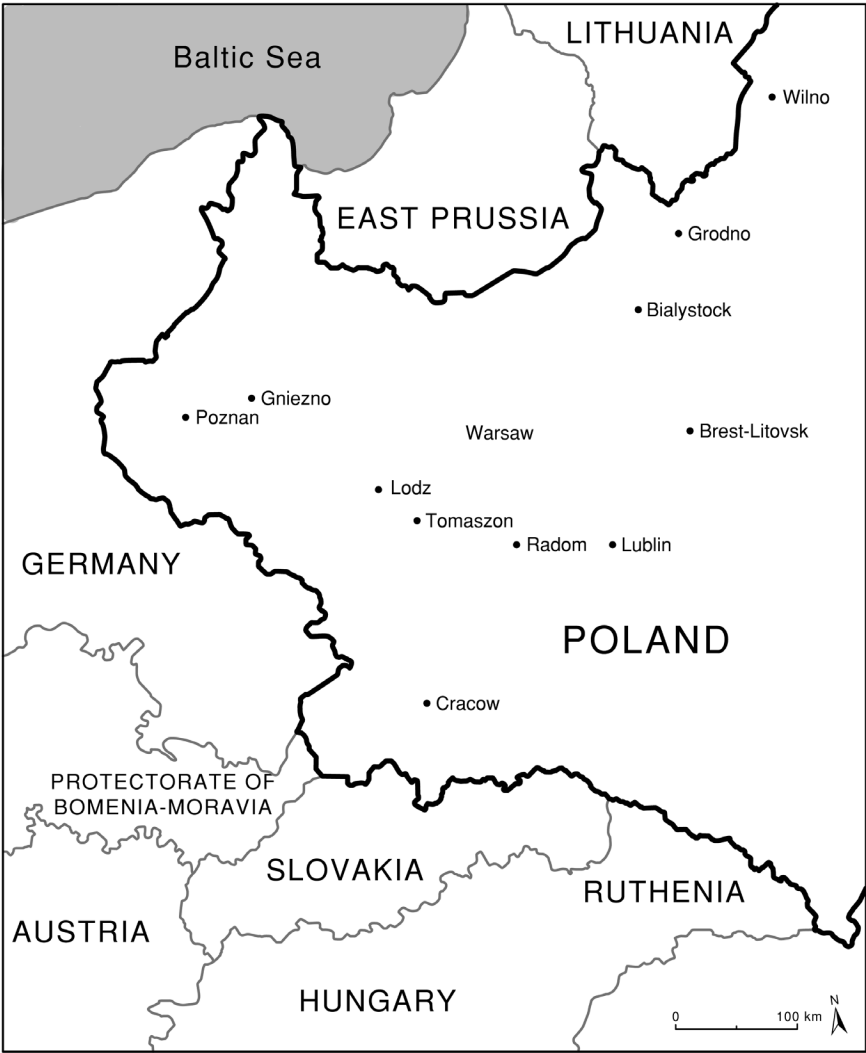 LITHUANIA
Baltic Sea
Wilno
EAST PRUSSIA
Grodno
Bialystock
Gniezno
Poznan
Warsaw
Brest-Litovsk
Lodz
Tomaszon
Radom
Lublin
GERMANY
POLAND
Cracow
PROTECTORATE OF
BOMENIA-MORAVIA
SLOVAKIA
RUTHENIA
AUSTRIA
HUNGARY
N
0 100 km